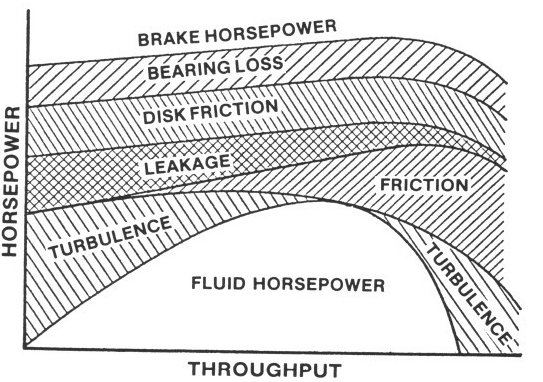 BRAKE HORSEPOWER
BEARING LOSS
DISK FRICTION
LEAKAGE
FRICTION
TURBULENCE
FLUID HORSEPOWER
TURBULENCE
HORSEPOWER
THROUGHPUT